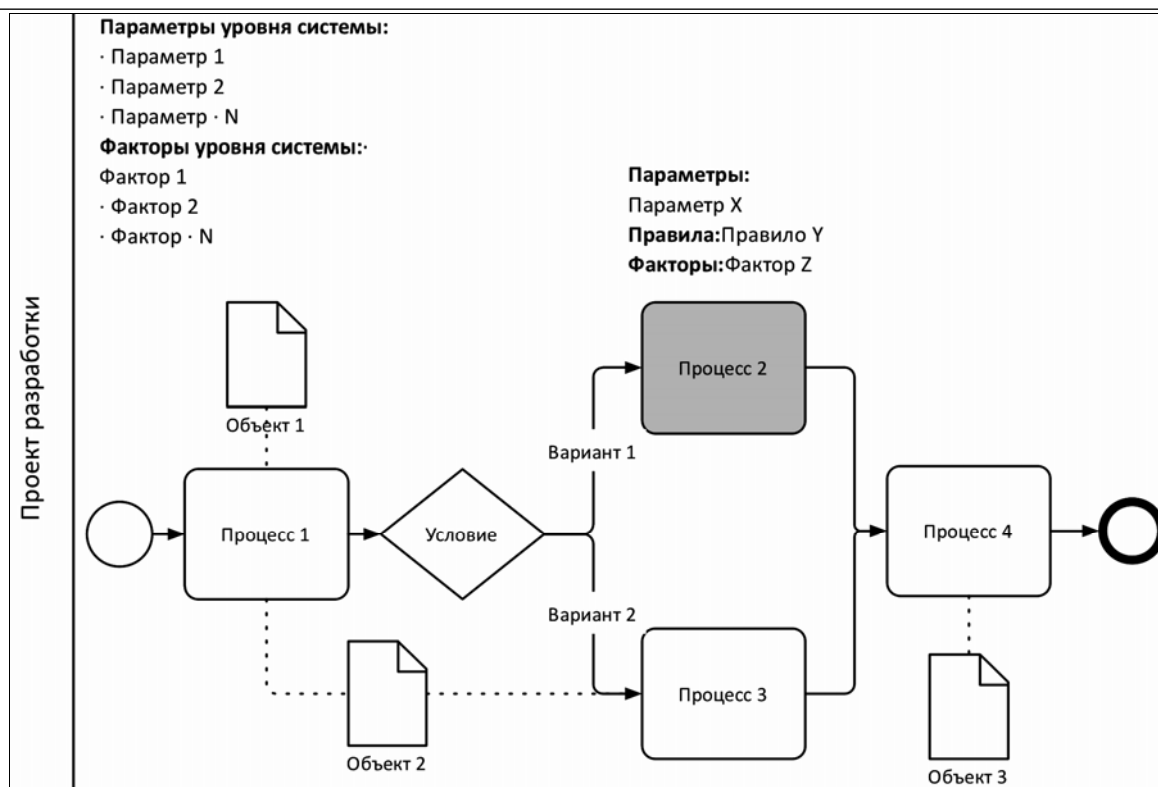 Параметры уровня системы:
· Параметр 1
· Параметр 2
· Параметр · N
Факторы уровня системы:·
Фактор 1
· Фактор 2
· Фактор · N
Параметры:
Параметр X
Правила:Правило Y
Факторы:Фактор Z
Проект разработки
Объект 1
Процесс 2
Вариант 1
Процесс 1
Условие
Процесс 4
Вариант 2
Процесс 3
Объект 2
Объект 3